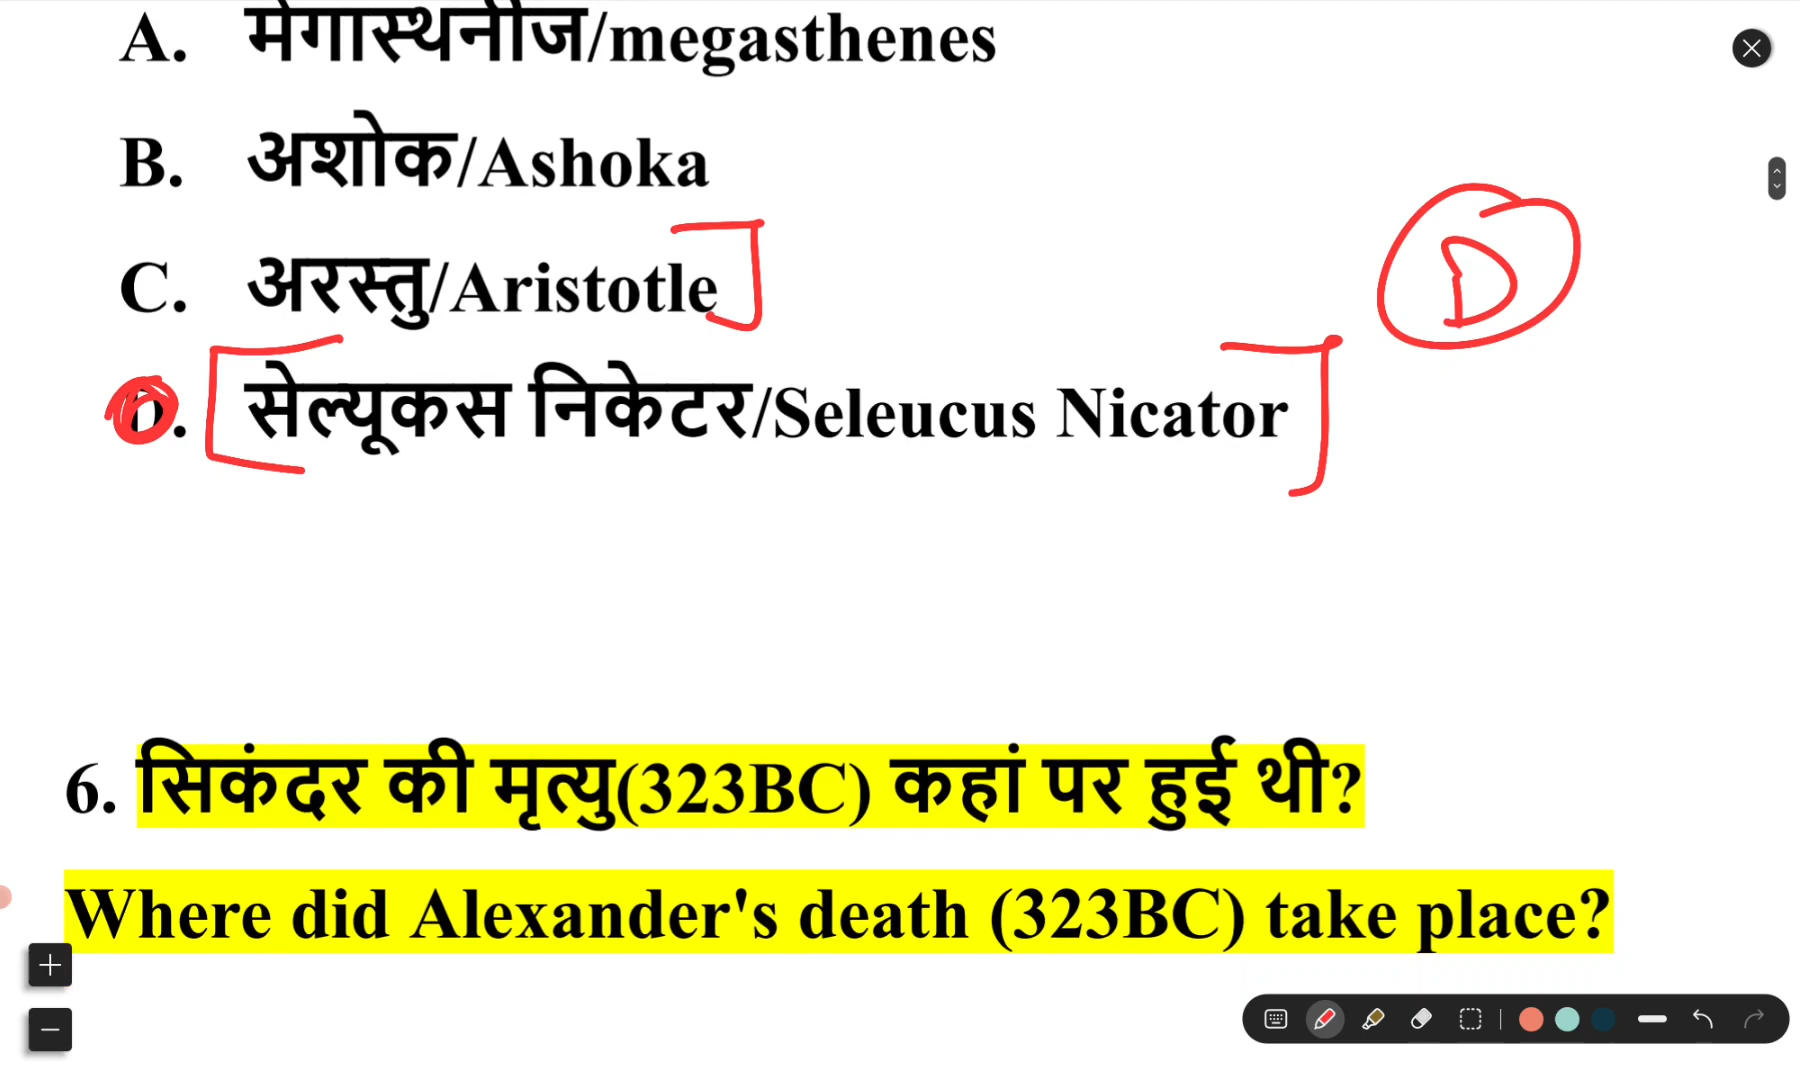 A. मेगास्थनीज/megasthenes
B. अशोक/Ashoka
C. अरस्तु/Aristotle
D
D. सेल्यूकस निकेटर/Seleucus Nicator
6. सिकंदर की मृत्यु(323BC) कहां पर हुई थी?
Where did Alexander's death (323BC) take place?